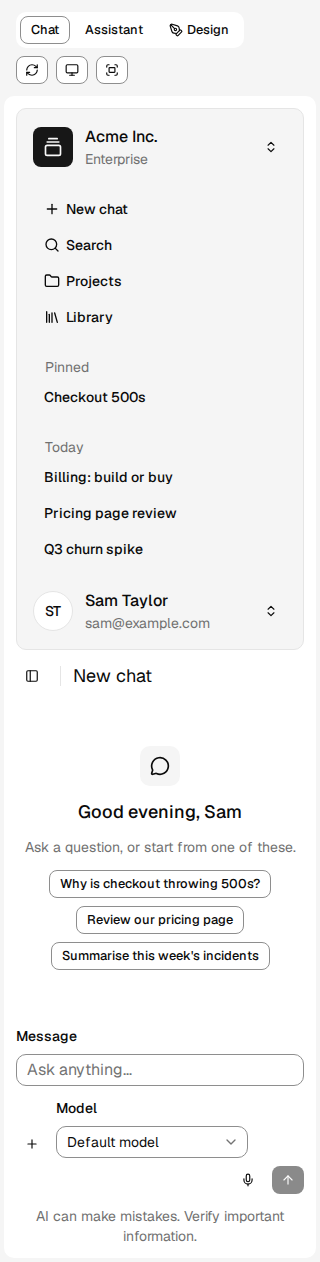 Chat
Assistant
Design
Acme Inc.
Enterprise
New chat
Search
Projects
Library
Pinned
Checkout 500s
Today
Billing: build or buy
Pricing page review
Q3 churn spike
ST
Sam Taylor
sam@example.com
New chat
Good evening, Sam
Ask a question, or start from one of these.
Why is checkout throwing 500s?
Review our pricing page
Summarise this week's incidents
Message
Ask anything...
Model
Default model
AI can make mistakes. Verify important
information.